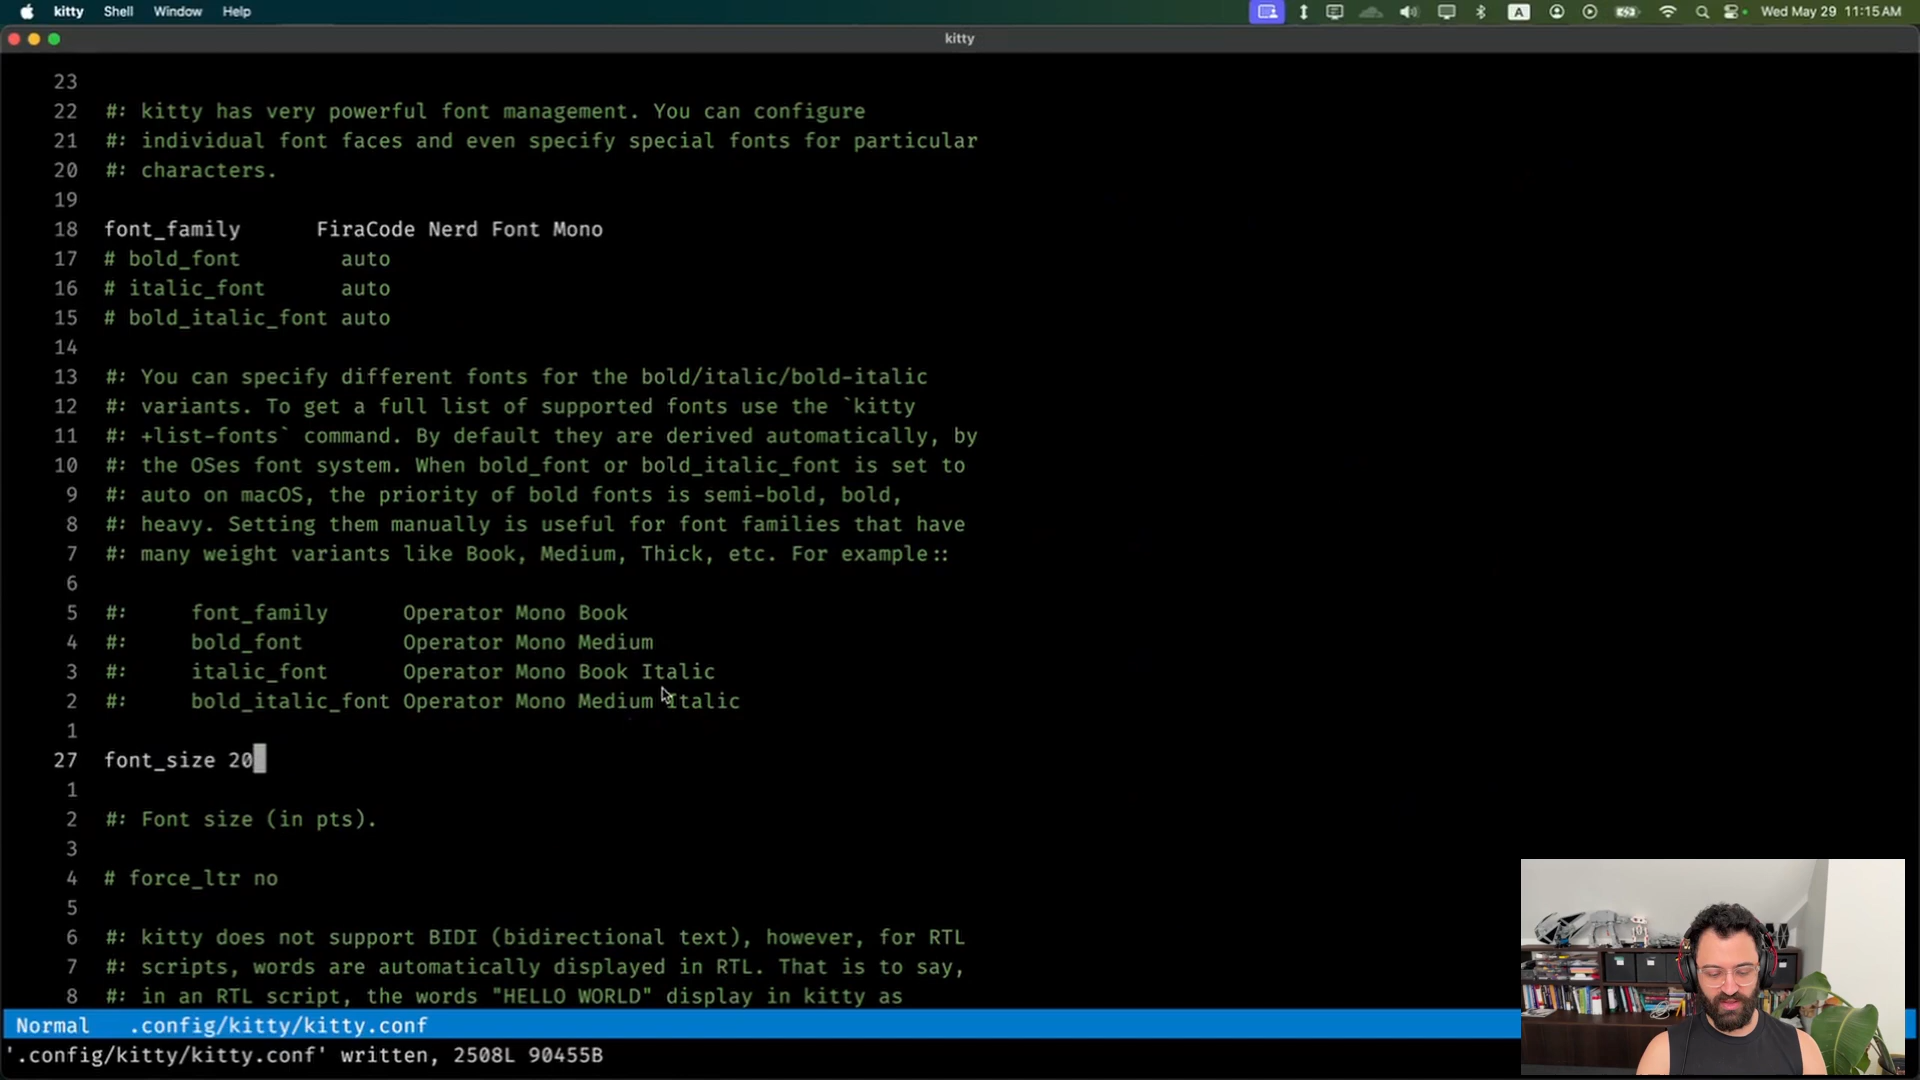 kitty Shell Window Help
A Wed May 29 11:15 AM
kitty
23
22 #: kitty has very powerful font management. You can configure
21 #: individual font faces and even specify special fonts for particular
20 #: characters.
19
18 font_family      FiraCode Nerd Font Mono
17 # bold_font        auto
16 # italic_font      auto
15 # bold_italic_font auto
14
13 #: You can specify different fonts for the bold/italic/bold-italic
12 #: variants. To get a full list of supported fonts use the `kitty
11 #: +list-fonts` command. By default they are derived automatically, by
10 #: the OSes font system. When bold_font or bold_italic_font is set to
9 #: auto on macOS, the priority of bold fonts is semi-bold, bold,
8 #: heavy. Setting them manually is useful for font families that have
7 #: many weight variants like Book, Medium, Thick, etc. For example::
6
5 #:     font_family      Operator Mono Book
4 #:     bold_font        Operator Mono Medium
3 #:     italic_font      Operator Mono Book Italic
2 #:     bold_italic_font Operator Mono Medium Italic
1
27 font_size 20
1
2 #: Font size (in pts).
3
4 # force_ltr no
5
6 #: kitty does not support BIDI (bidirectional text), however, for RTL
7 #: scripts, words are automatically displayed in RTL. That is to say,
8 #: in an RTL script, the words "HELLO WORLD" display in kitty as
Normal .config/kitty/kitty.conf
'.config/kitty/kitty.conf' written, 2508L 90455B